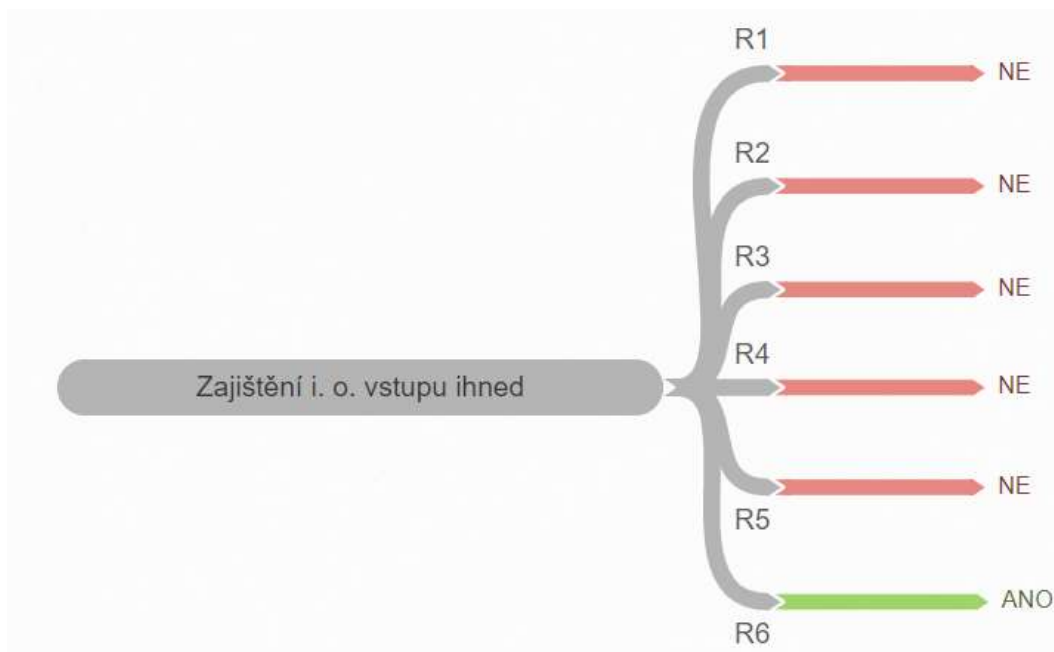 R1
NE
R2
NE
R3
NE
R4
Zajištění i. o. vstupu ihned
NE
NE
R5
ANO
R6